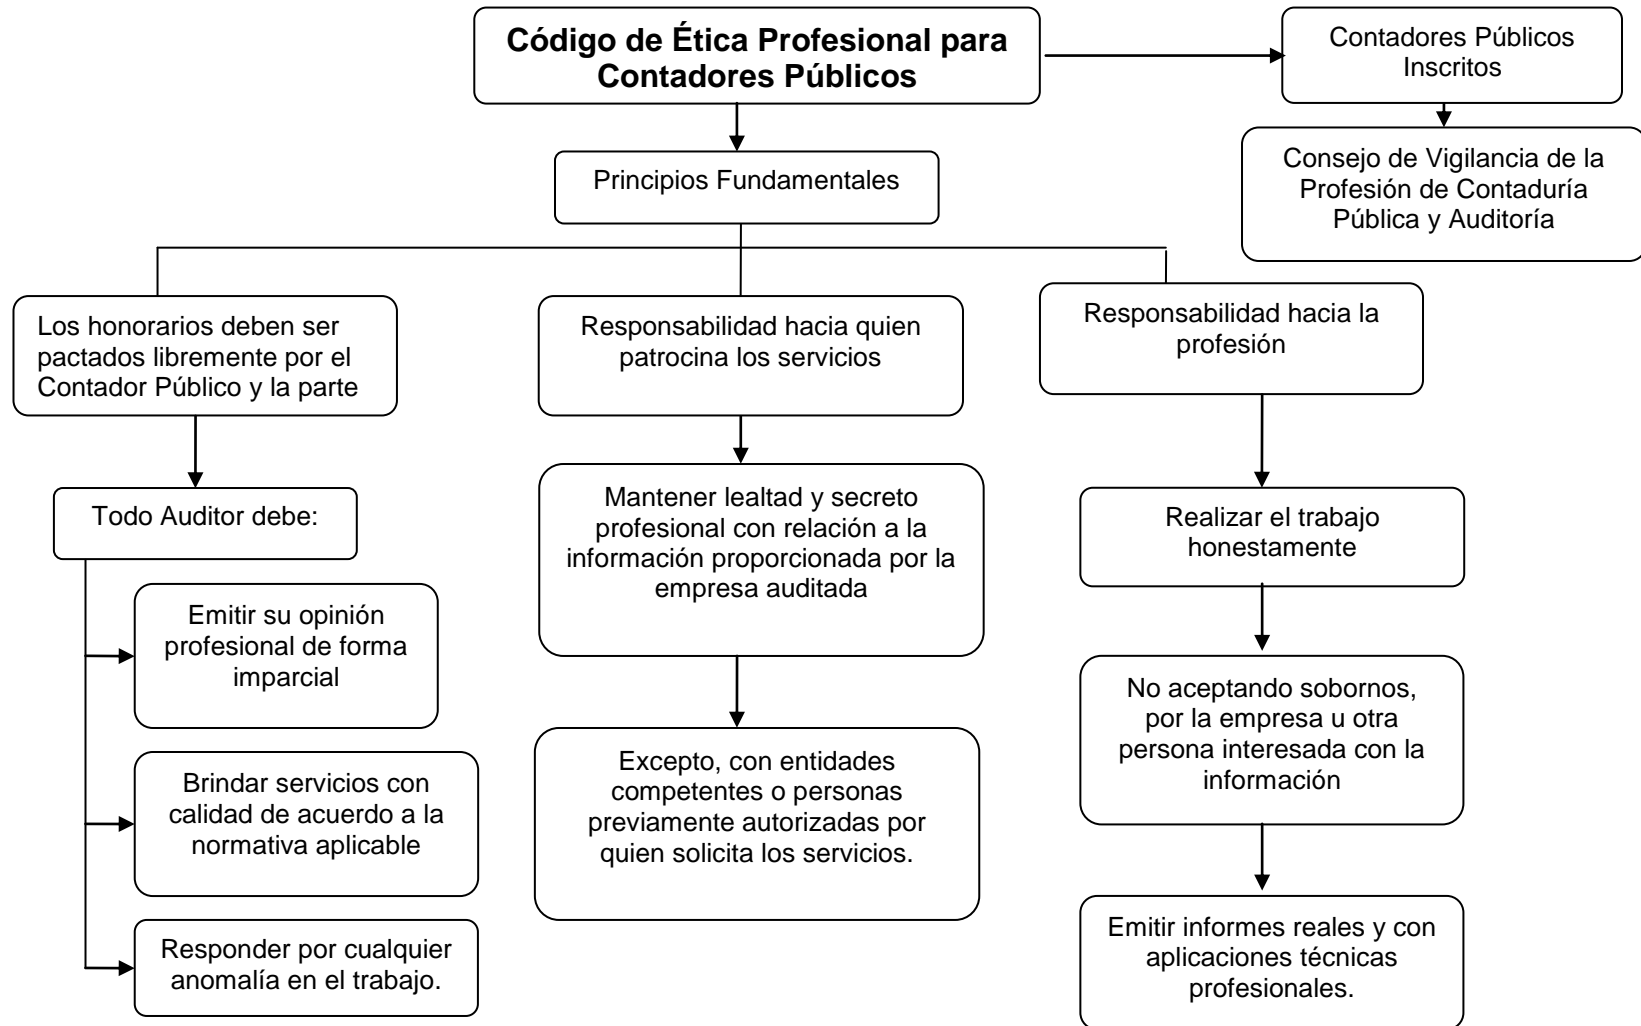 Código de Ética Profesional para
Contadores Públicos
Contadores Públicos
Inscritos
Consejo de Vigilancia de la
Profesión de Contaduría
Pública y Auditoría
Principios Fundamentales
Los honorarios deben ser
pactados libremente por el
Contador Público y la parte
Todo Auditor debe:
Emitir su opinión
profesional de forma
imparcial
Brindar servicios con
calidad de acuerdo a la
normativa aplicable
Responder por cualquier
anomalía en el trabajo.
Responsabilidad hacia quien
patrocina los servicios
Mantener lealtad y secreto
profesional con relación a la
información proporcionada por la
empresa auditada
Excepto, con entidades
competentes o personas
previamente autorizadas por
quien solicita los servicios.
Responsabilidad hacia la
profesión
Realizar el trabajo
honestamente
No aceptando sobornos,
por la empresa u otra
persona interesada con la
información
Emitir informes reales y con
aplicaciones técnicas
profesionales.